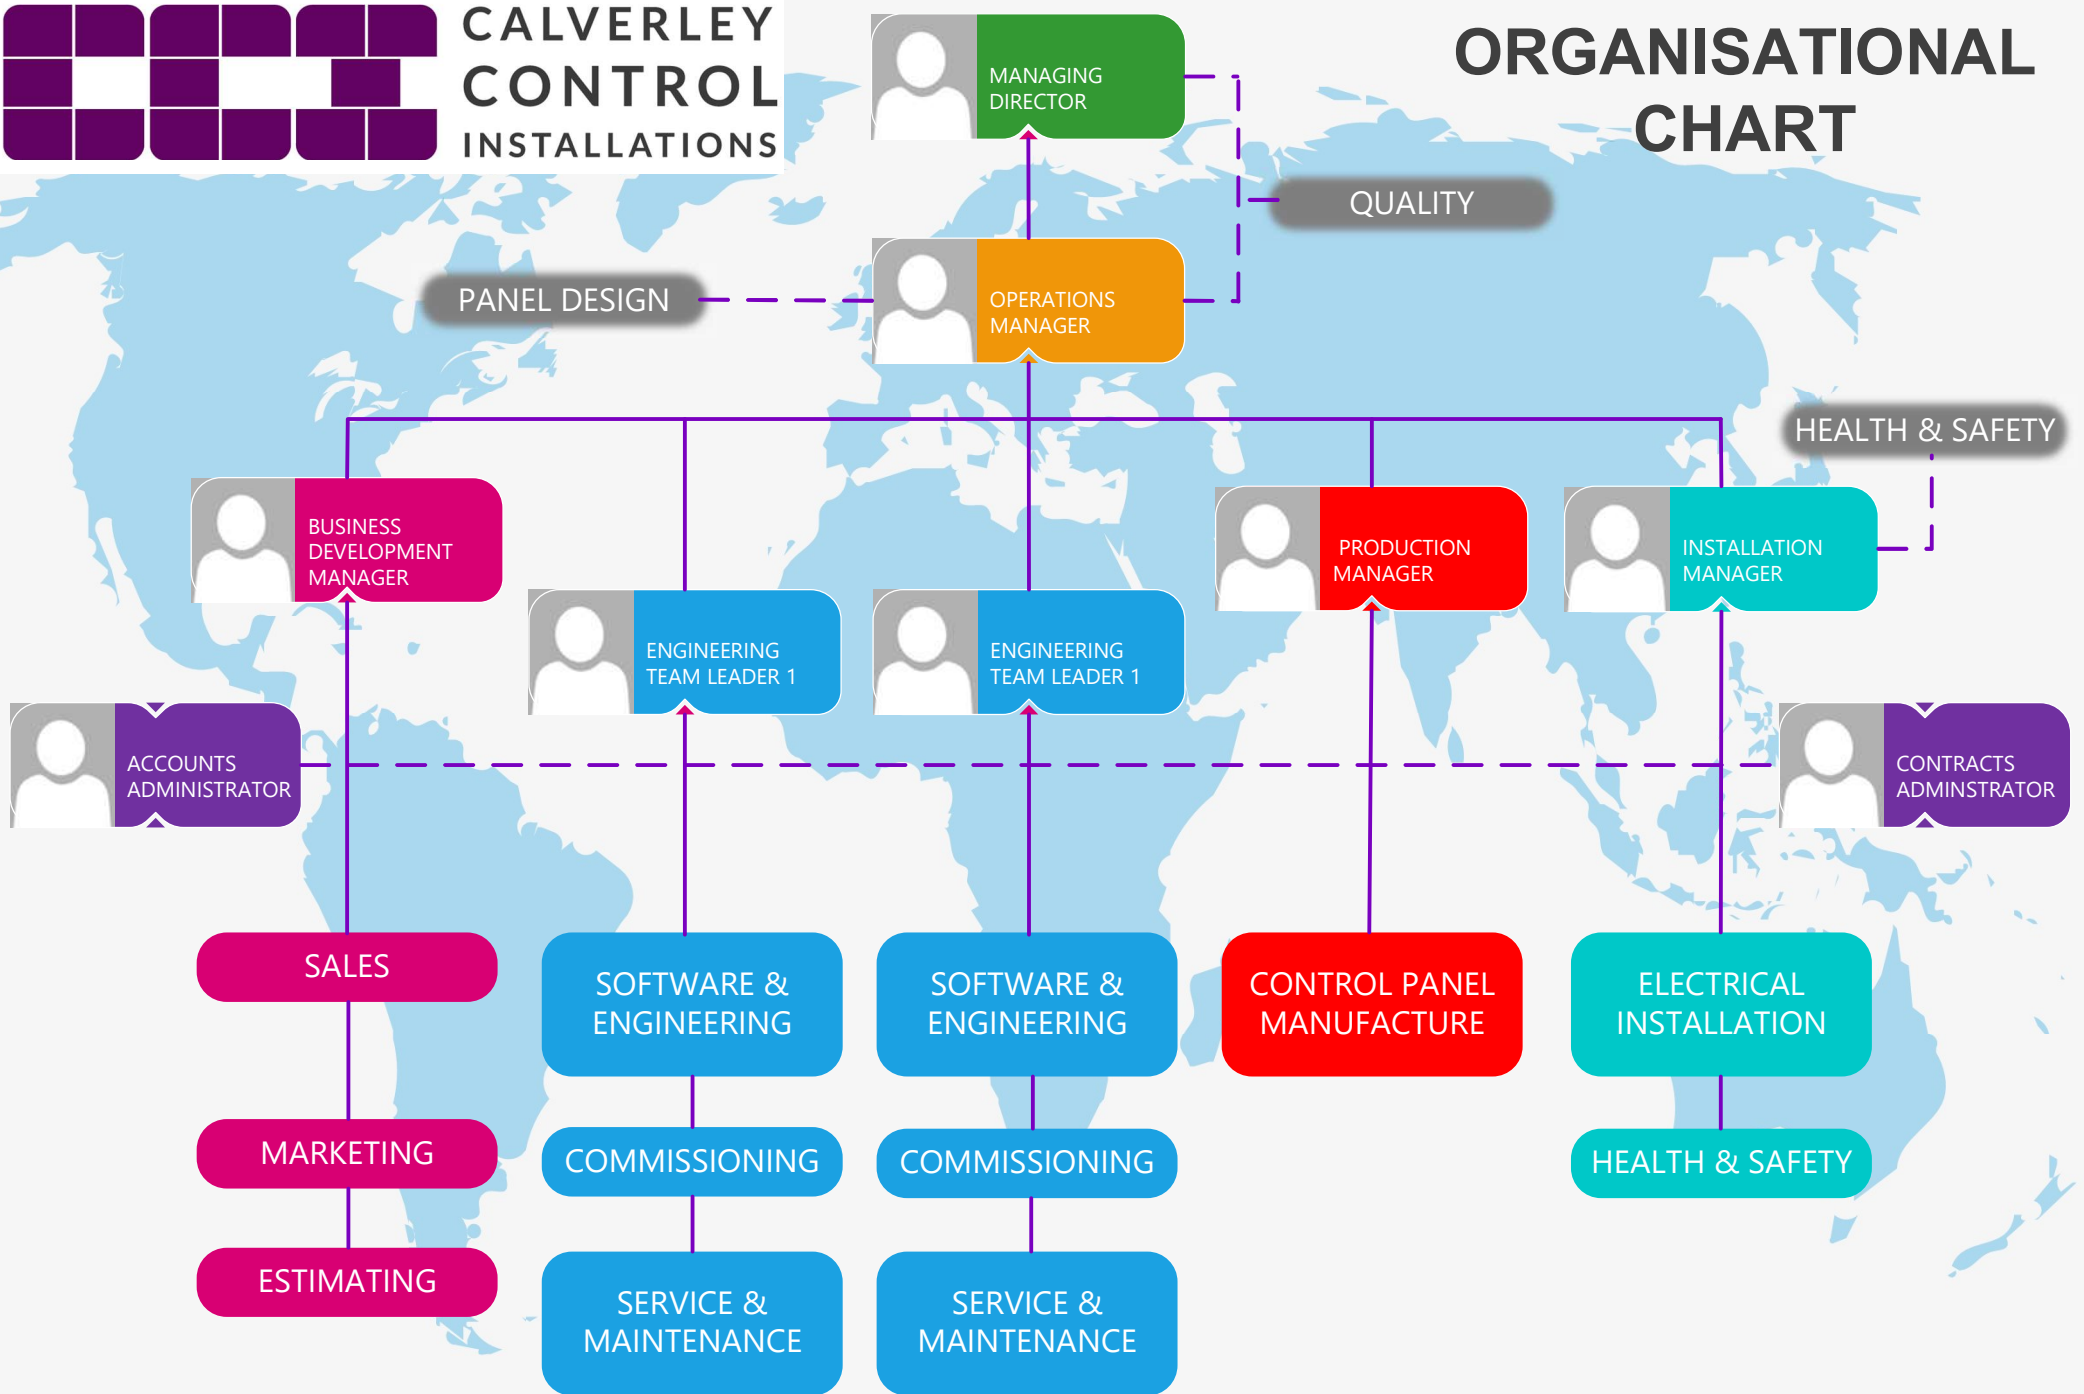 CALVERLEY
CONTROL
INSTALLATIONS
ORGANISATIONAL
CHART
MANAGING
DIRECTOR
QUALITY
PANEL DESIGN
OPERATIONS
MANAGER
HEALTH & SAFETY
BUSINESS
DEVELOPMENT
MANAGER
ENGINEERING
TEAM LEADER 1
ENGINEERING
TEAM LEADER 1
PRODUCTION
MANAGER
INSTALLATION
MANAGER
ACCOUNTS
ADMINISTRATOR
CONTRACTS
ADMINSTRATOR
SALES
MARKETING
ESTIMATING
SOFTWARE &
ENGINEERING
COMMISSIONING
SERVICE &
MAINTENANCE
SOFTWARE &
ENGINEERING
COMMISSIONING
SERVICE &
MAINTENANCE
CONTROL PANEL
MANUFACTURE
ELECTRICAL
INSTALLATION
HEALTH & SAFETY